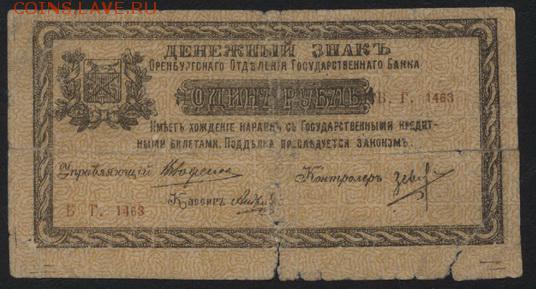 COINS.LAVE.RU
ДЕНЕЖНЫЙ ЗНАКЪ
ОРЕНБУРГСКАГО ОТДѢЛЕНІЯ ГОСУДАРСТВЕННАГО БАНКА
ОДИНЪ РУБЛЬ Б. Г. 1463
ИМѢЕТЪ ХОЖДЕНІЕ НАРАВНѢ СЪ ГОСУДАРСТВЕННЫМИ КРЕДИТ-
НЫМИ БИЛЕТАМИ. ПОДДѢЛКА ПРЕСЛѢДУЕТСЯ ЗАКОНОМЪ.
УПРАВЛЯЮЩІЙ
КОНТРОЛЕРЪ
КАССИРЪ
Б Г. 1463